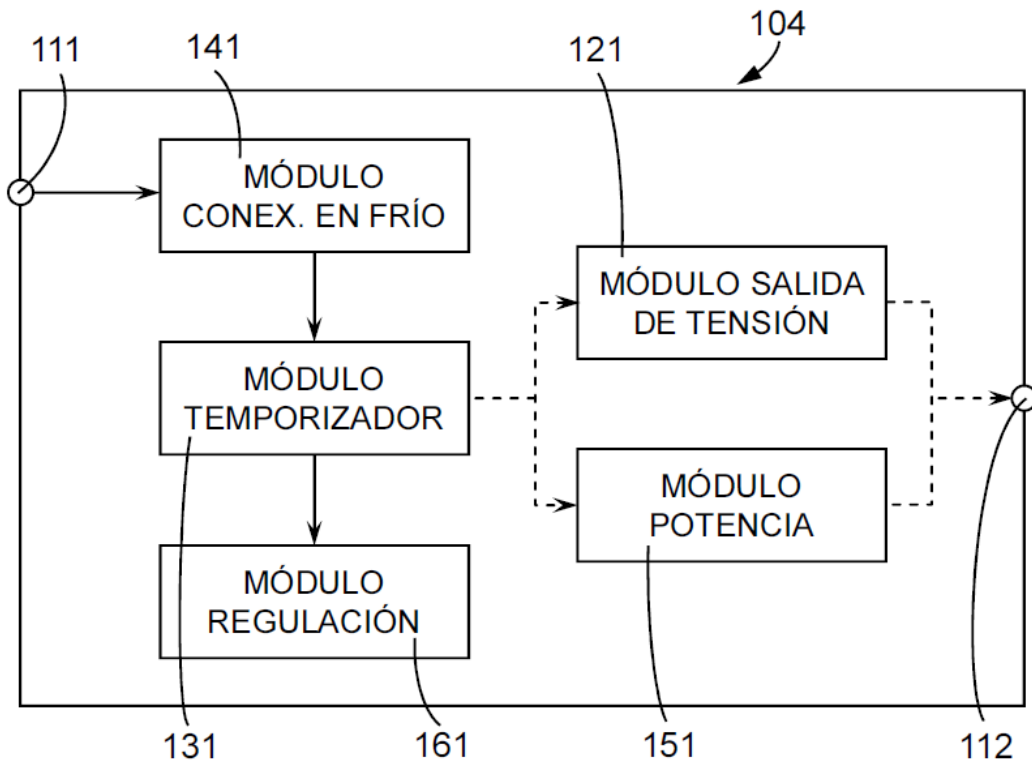 104
111
141
121
MÓDULO
CONEX. EN FRÍO
MÓDULO SALIDA
DE TENSIÓN
MÓDULO
TEMPORIZADOR
MÓDULO
POTENCIA
MÓDULO
REGULACIÓN
131
161
151
112